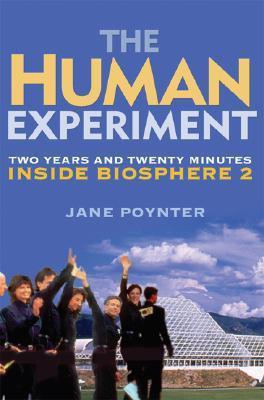 THE
HUMAN
EXPERIMENT
TWO YEARS AND TWENTY MINUTES
INSIDE BIOSPHERE 2
JANE POYNTER